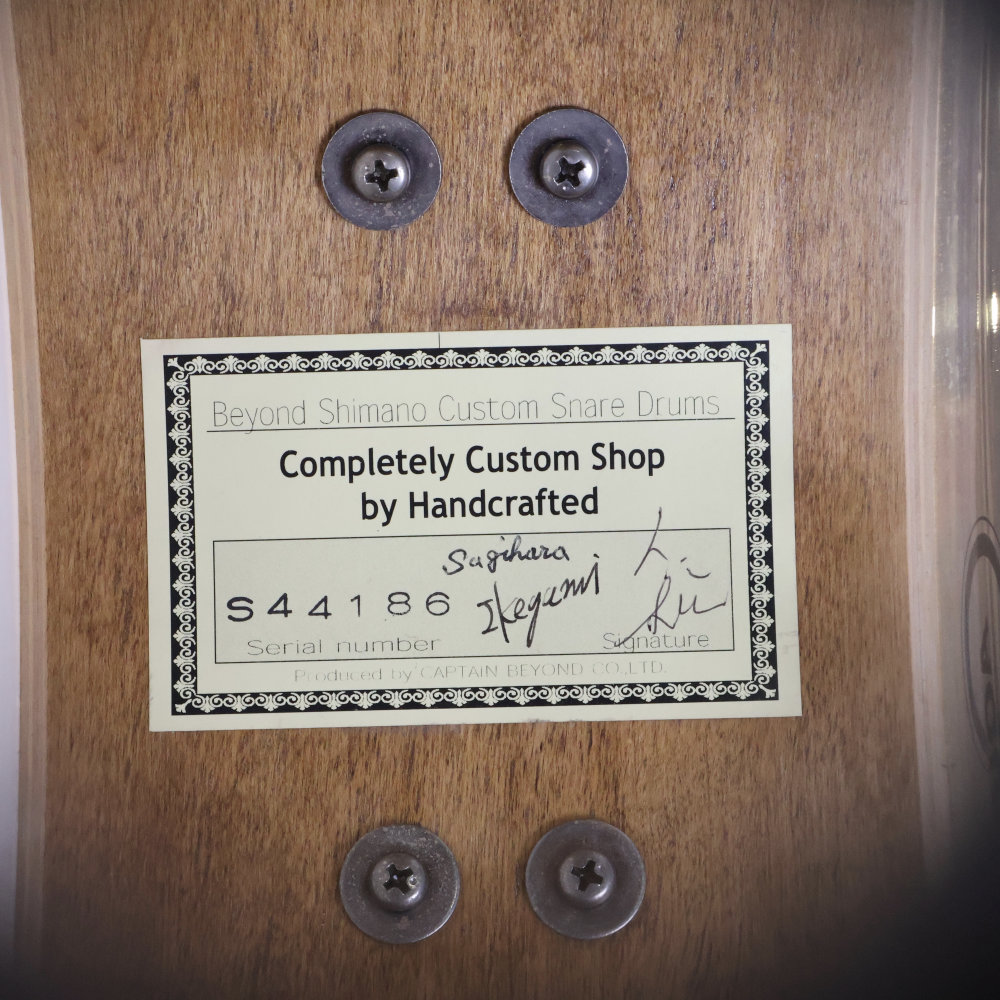 Beyond Shimano Custom Snare Drums
Completely Custom Shop
by Handcrafted
Sugihara
S44186 Ikegami
Serial number Signature
Produced by CAPTAIN BEYOND CO.,LTD.